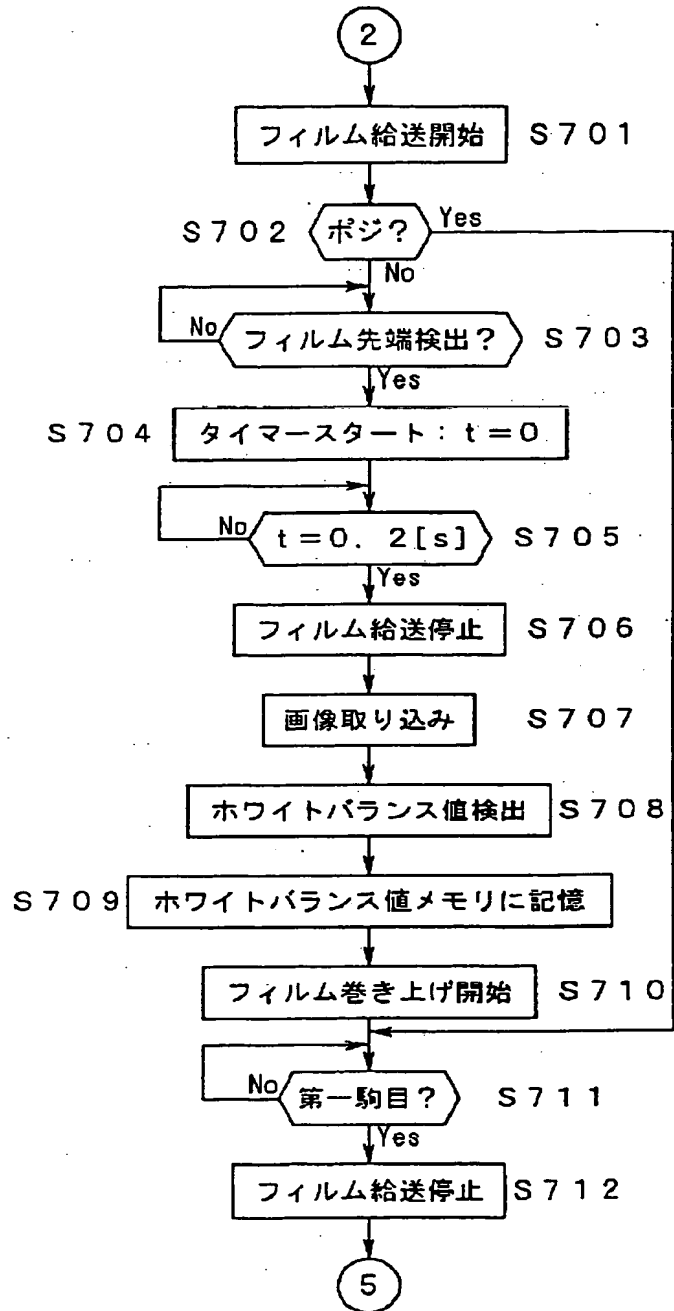 2
フィルム給送開始 S701
S702 ポジ? Yes
No
No フィルム先端検出? S703
Yes
S704 タイマースタート：t＝0
No t＝0．2[s] S705
Yes
フィルム給送停止 S706
画像取り込み S707
ホワイトバランス値検出 S708
S709 ホワイトバランス値メモリに記憶
フィルム巻き上げ開始 S710
No 第一駒目? S711
Yes
フィルム給送停止 S712
5